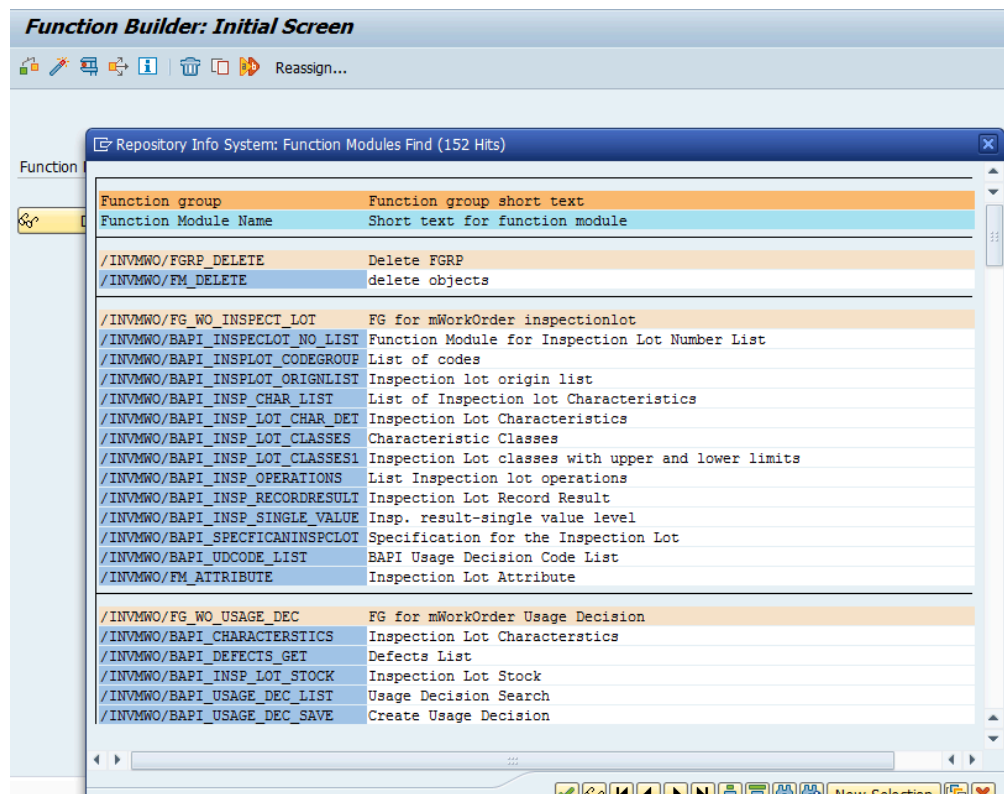 Function Builder: Initial Screen
Reassign...
Repository Info System: Function Modules Find (152 Hits)
Function
Function group Function group short text
Function Module Name Short text for function module
/INVMWO/FGRP_DELETE Delete FGRP
/INVMWO/FM_DELETE delete objects
/INVMWO/FG_WO_INSPECT_LOT FG for mWorkOrder inspectionlot
/INVMWO/BAPI_INSPECLOT_NO_LIST Function Module for Inspection Lot Number List
/INVMWO/BAPI_INSPLOT_CODEGROUP List of codes
/INVMWO/BAPI_INSPLOT_ORIGNLIST Inspection lot origin list
/INVMWO/BAPI_INSP_CHAR_LIST List of Inspection lot Characteristics
/INVMWO/BAPI_INSP_LOT_CHAR_DET Inspection Lot Characteristics
/INVMWO/BAPI_INSP_LOT_CLASSES Characteristic Classes
/INVMWO/BAPI_INSP_LOT_CLASSES1 Inspection Lot classes with upper and lower limits
/INVMWO/BAPI_INSP_OPERATIONS List Inspection lot operations
/INVMWO/BAPI_INSP_RECORDRESULT Inspection Lot Record Result
/INVMWO/BAPI_INSP_SINGLE_VALUE Insp. result-single value level
/INVMWO/BAPI_SPECFICANINSPCLOT Specification for the Inspection Lot
/INVMWO/BAPI_UDCODE_LIST BAPI Usage Decision Code List
/INVMWO/FM_ATTRIBUTE Inspection Lot Attribute
/INVMWO/FG_WO_USAGE_DEC FG for mWorkOrder Usage Decision
/INVMWO/BAPI_CHARACTERSTICS Inspection Lot Characterstics
/INVMWO/BAPI_DEFECTS_GET Defects List
/INVMWO/BAPI_INSP_LOT_STOCK Inspection Lot Stock
/INVMWO/BAPI_USAGE_DEC_LIST Usage Decision Search
/INVMWO/BAPI_USAGE_DEC_SAVE Create Usage Decision
New Selection